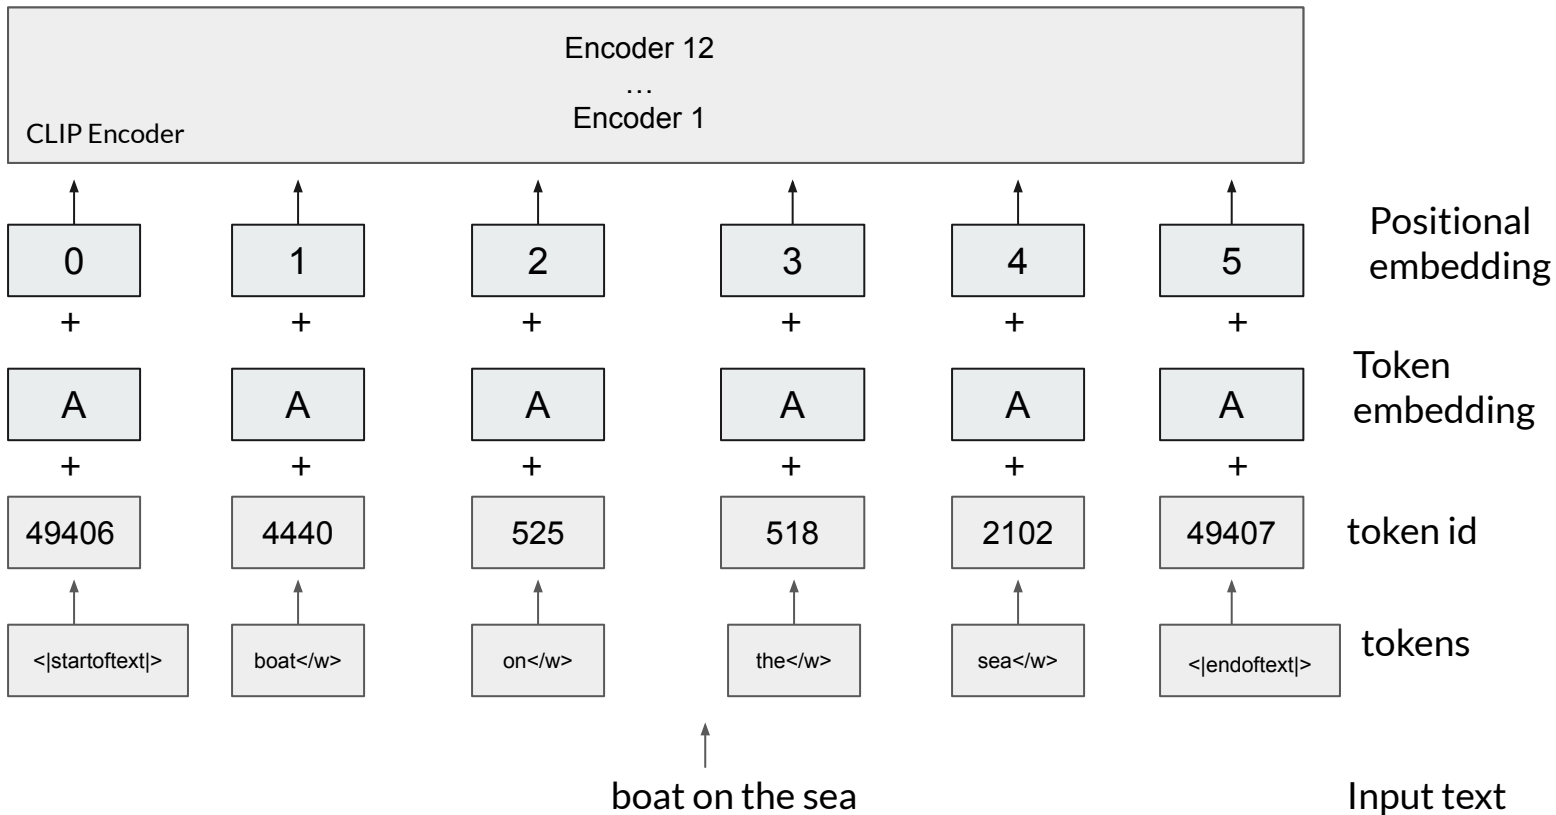 Encoder 12
…
Encoder 1
CLIP Encoder
0 1 2 3 4 5
Positional
embedding
+ + + + + +
A A A A A A
Token
embedding
+ + + + + +
49406 4440 525 518 2102 49407 token id
<|startoftext|> boat</w> on</w> the</w> sea</w> <|endoftext|> tokens
boat on the sea Input text